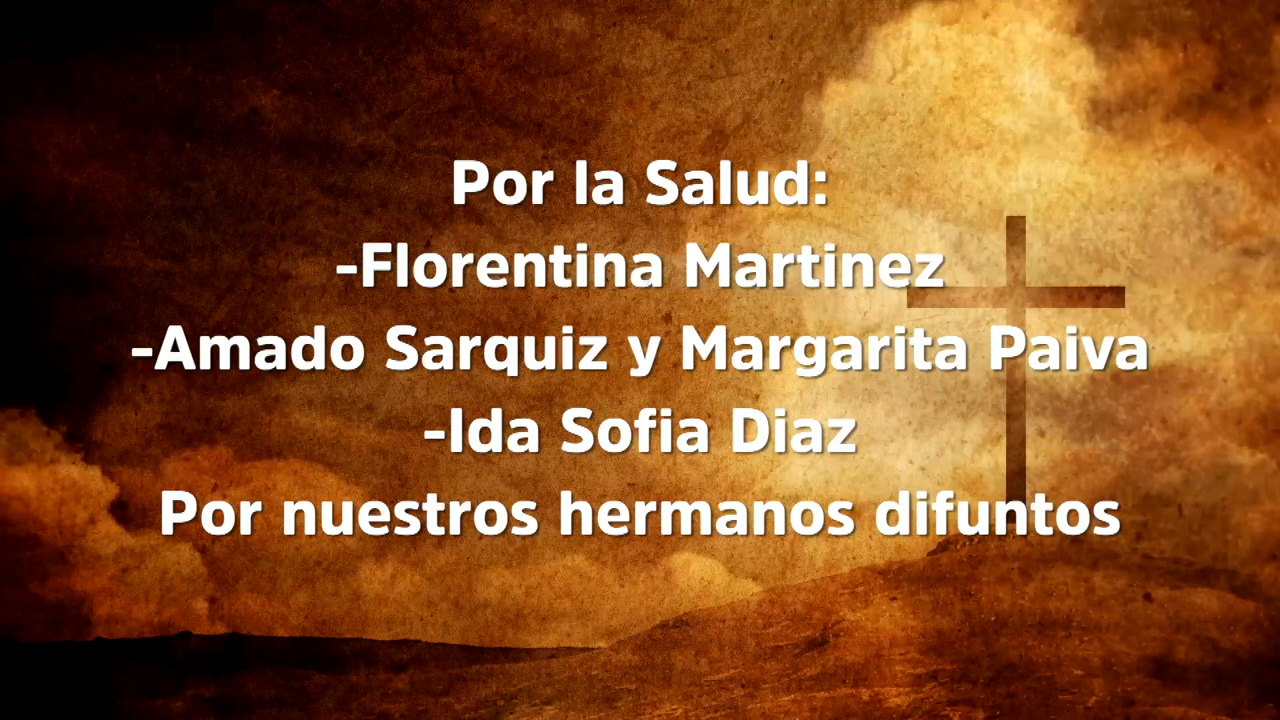 Por la Salud:
-Florentina Martinez
-Amado Sarquiz y Margarita Paiva
-Ida Sofia Diaz
Por nuestros hermanos difuntos